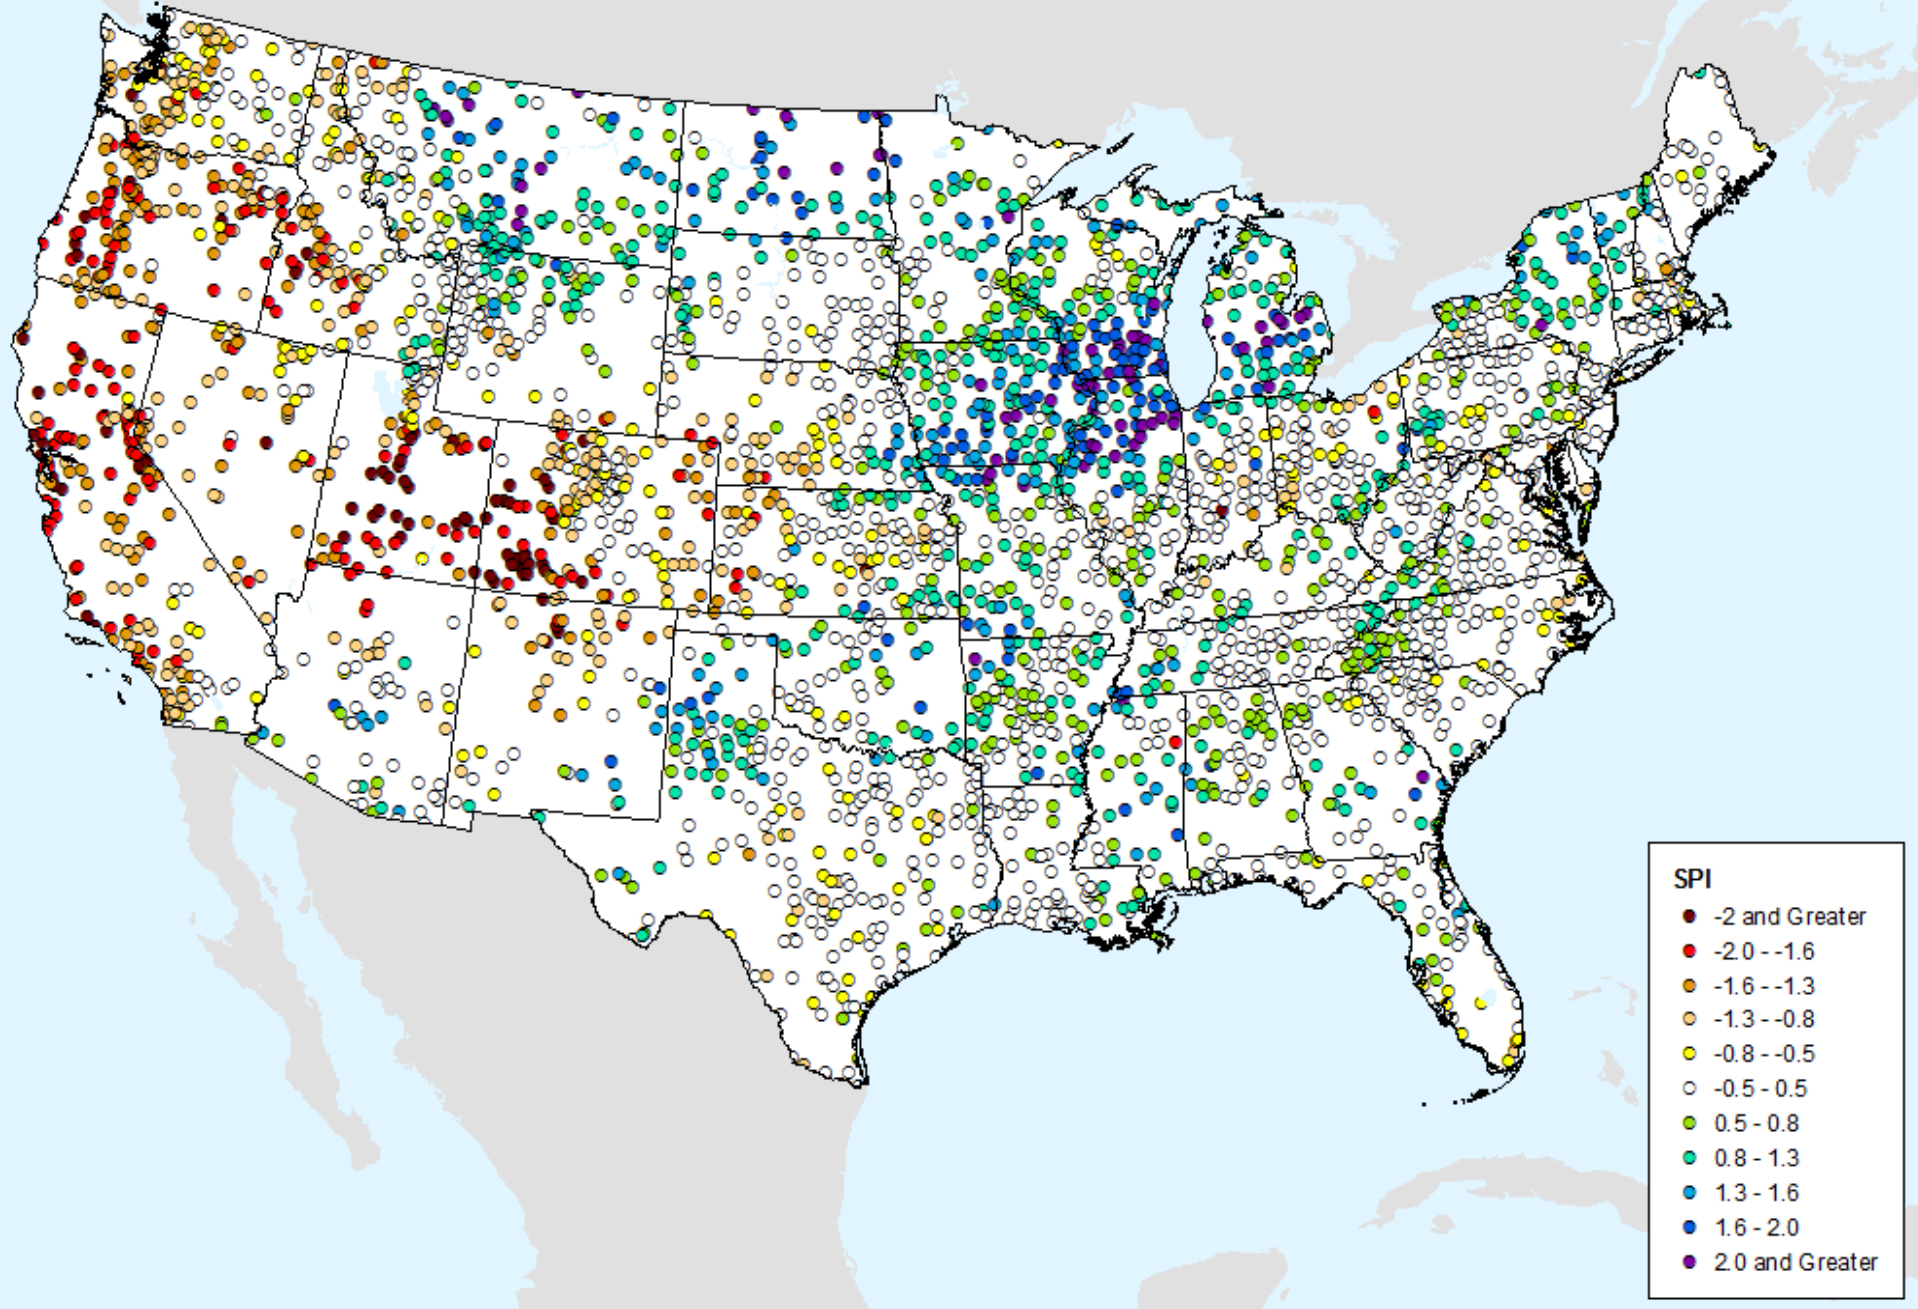 SPI
-2 and Greater
-2.0 - -1.6
-1.6 - -1.3
-1.3 - -0.8
-0.8 - -0.5
-0.5 - 0.5
0.5 - 0.8
0.8 - 1.3
1.3 - 1.6
1.6 - 2.0
2.0 and Greater